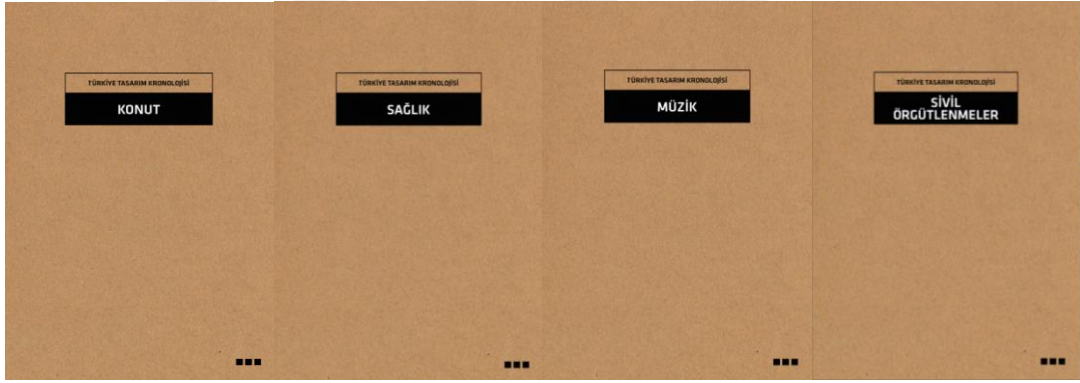 TÜRKİYE TASARIM KRONOLOJİSİ
KONUT
TÜRKİYE TASARIM KRONOLOJİSİ
SAĞLIK
TÜRKİYE TASARIM KRONOLOJİSİ
MÜZİK
TÜRKİYE TASARIM KRONOLOJİSİ
SİVİL
ÖRGÜTLENMELER